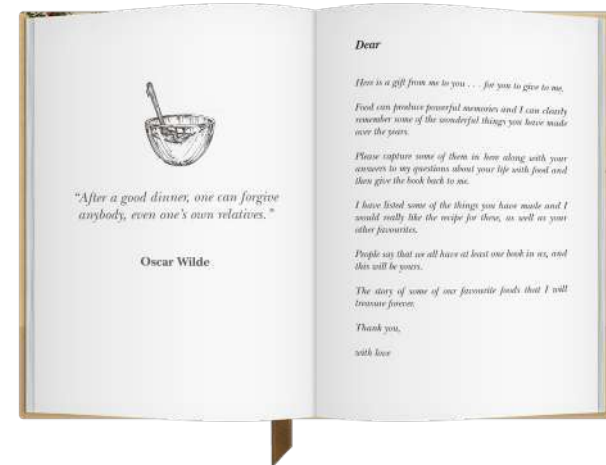 "After a good dinner, one can forgive
anybody, even one's own relatives."
Oscar Wilde
Dear
Here is a gift from me to you . . . for you to give to me.
Food can produce powerful memories and I can clearly
remember some of the wonderful things you have made
over the years.
Please capture some of them in here along with your
answers to my questions about your life with food and
then give the book back to me.
I have listed some of the things you have made and I
would really like the recipe for these, as well as your
other favourites.
People say that we all have at least one book in us, and
this will be yours.
The story of some of our favourite foods that I will
treasure forever.
Thank you,
with love